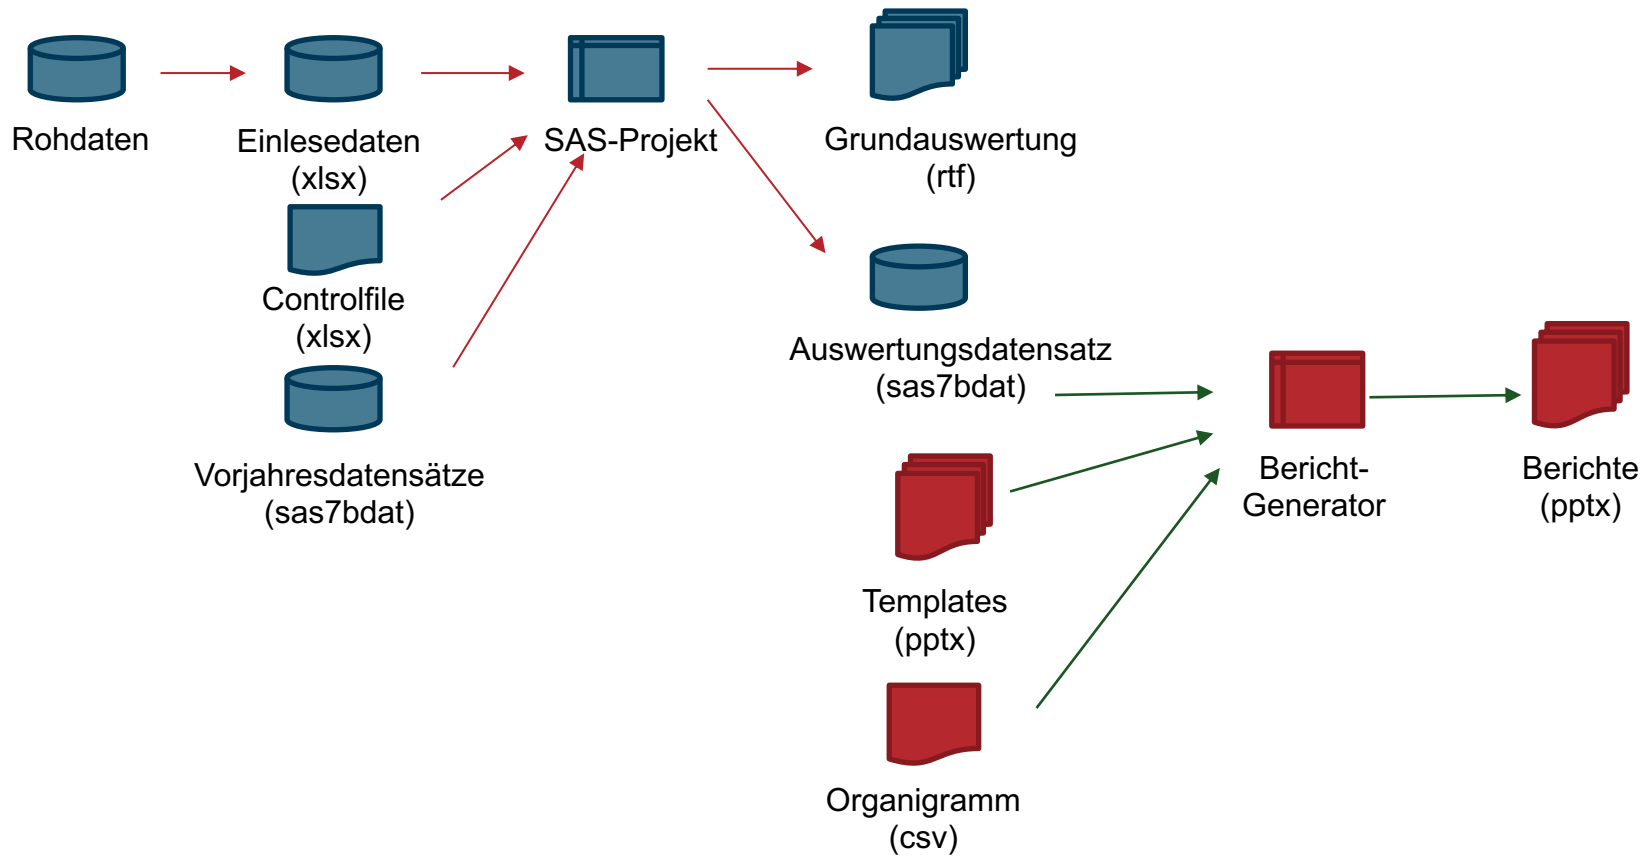 Rohdaten
Einlesedaten
(xlsx)
SAS-Projekt
Grundauswertung
(rtf)
Controlfile
(xlsx)
Auswertungsdatensatz
(sas7bdat)
Vorjahresdatensätze
(sas7bdat)
Bericht-
Generator
Berichte
(pptx)
Templates
(pptx)
Organigramm
(csv)